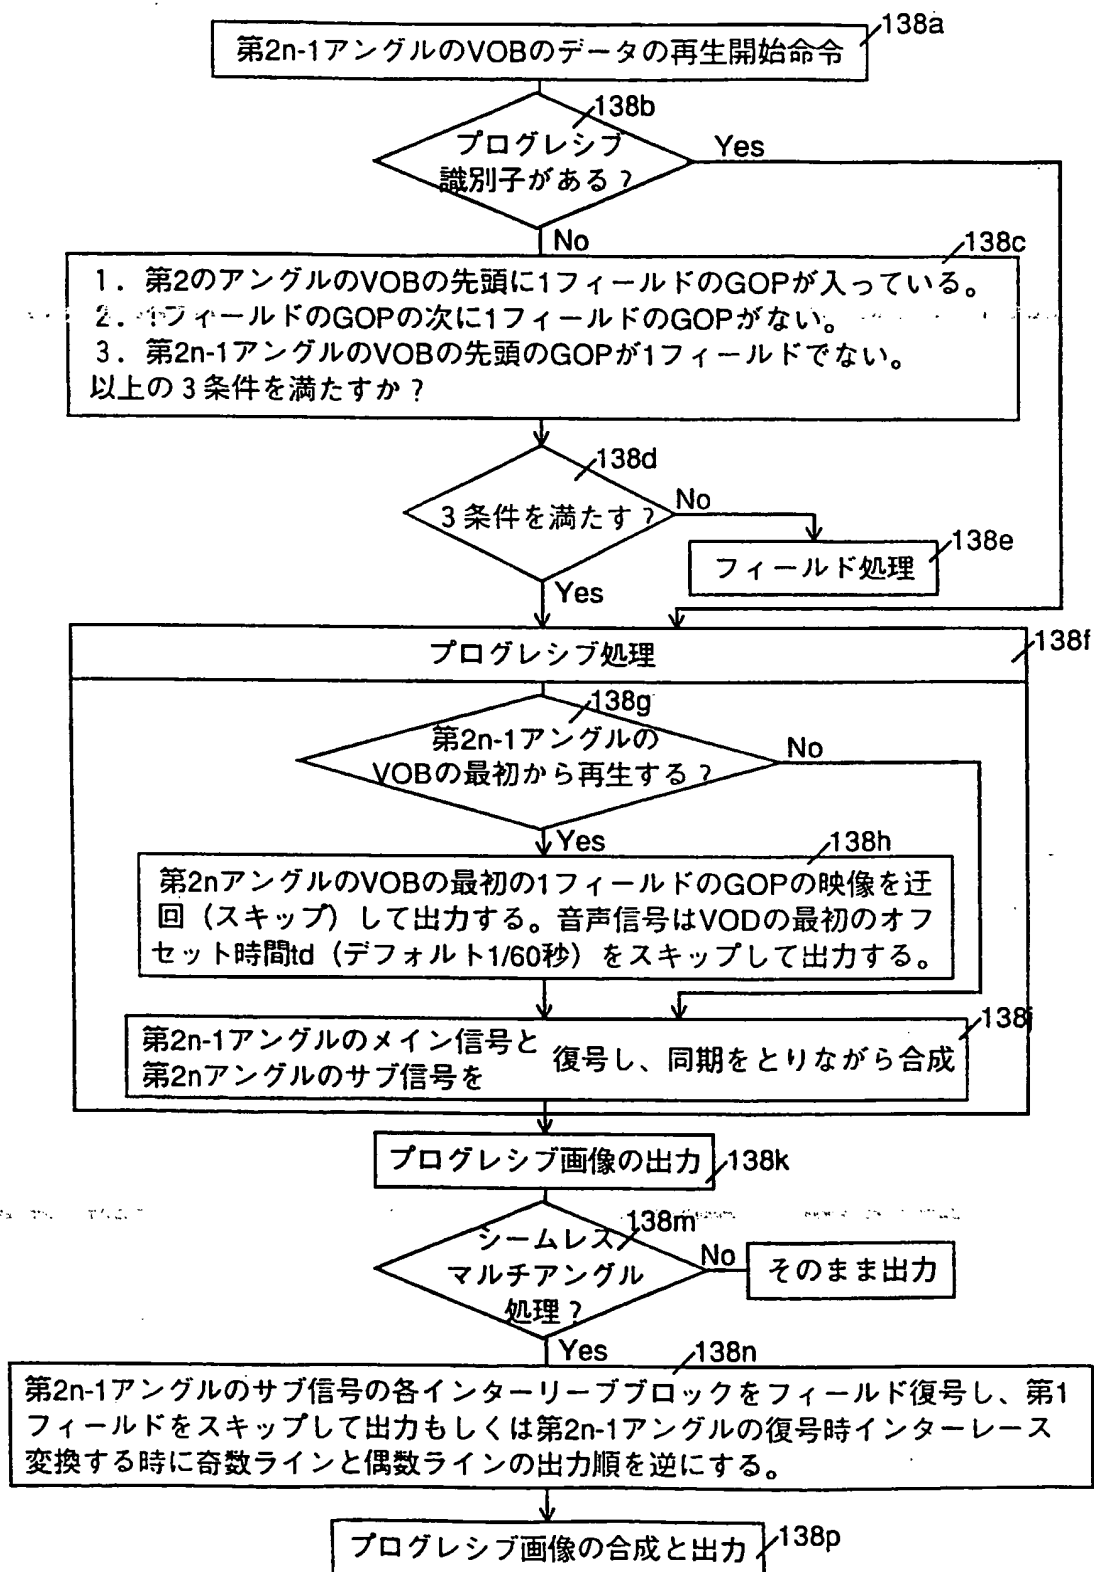 138a
第2n-1アングルのVOBのデータの再生開始命令
138b
プログレシブ
識別子がある？
Yes
No
138c
1．第2のアングルのVOBの先頭に1フィールドのGOPが入っている。
2．1フィールドのGOPの次に1フィールドのGOPがない。
3．第2n-1アングルのVOBの先頭のGOPが1フィールドでない。
以上の３条件を満たすか？
138d
３条件を満たす？
No
138e
フィールド処理
Yes
138f
プログレシブ処理
138g
第2n-1アングルの
VOBの最初から再生する？
No
Yes
138h
第2nアングルのVOBの最初の1フィールドのGOPの映像を迂
回（スキップ）して出力する。音声信号はVODの最初のオフ
セット時間td（デフォルト1/60秒）をスキップして出力する。
138i
第2n-1アングルのメイン信号と
第2nアングルのサブ信号を
復号し、同期をとりながら合成
プログレシブ画像の出力
138k
138m
シームレス
マルチアングル
処理？
No
そのまま出力
Yes
138n
第2n-1アングルのサブ信号の各インターリーブブロックをフィールド復号し、第1
フィールドをスキップして出力もしくは第2n-1アングルの復号時インターレース
変換する時に奇数ラインと偶数ラインの出力順を逆にする。
プログレシブ画像の合成と出力
138p